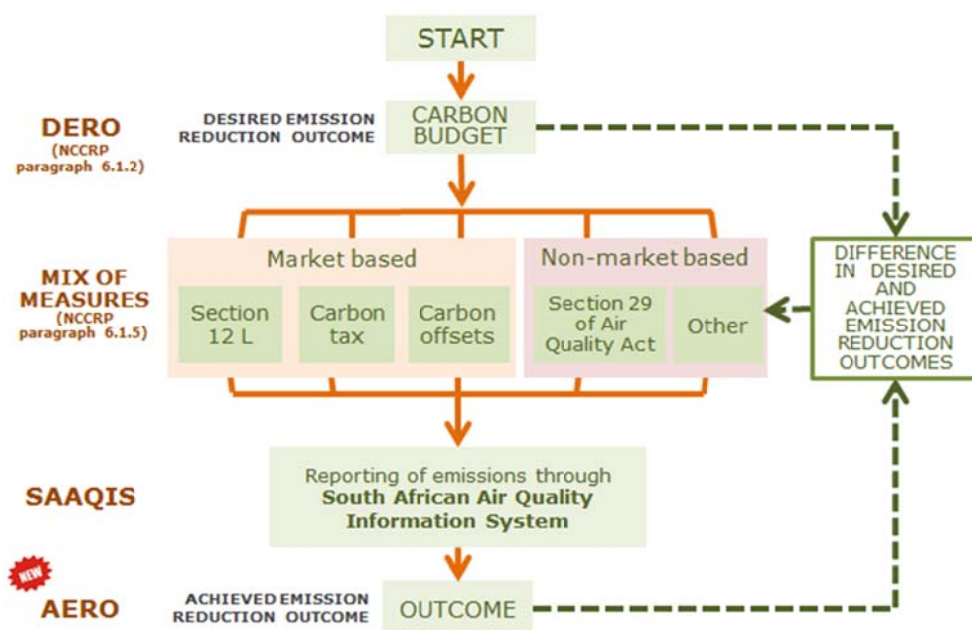 START
DERO
(NCCRP
paragraph 6.1.2)
DESIRED EMISSION
REDUCTION OUTCOME
CARBON
BUDGET
MIX OF
MEASURES
(NCCRP
paragraph 6.1.5)
Market based
Section
12 L
Carbon
tax
Carbon
offsets
Non-market based
Section 29
of Air
Quality Act
Other
DIFFERENCE
IN DESIRED
AND
ACHIEVED
EMISSION
REDUCTION
OUTCOMES
SAAQIS
Reporting of emissions through
South African Air Quality
Information System
NEW
AERO
ACHIEVED EMISSION
REDUCTION OUTCOME
OUTCOME